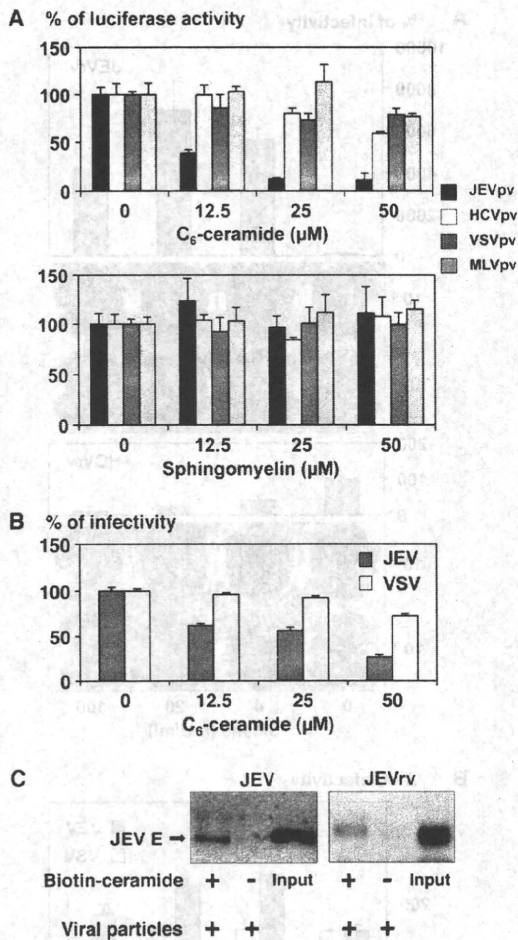 A % of luciferase activity
150
100
50
0
0 12.5 25 50
C6-ceramide (µM)
JEVpv
HCVpv
VSVpv
MLVpv
150
100
50
0
0 12.5 25 50
Sphingomyelin (µM)
B % of infectivity
150
100
50
0
JEV
VSV
0 12.5 25 50
C6-ceramide (µM)
C JEV JEVrv
JEV E →
Biotin-ceramide + - Input + - Input
Viral particles + + + +